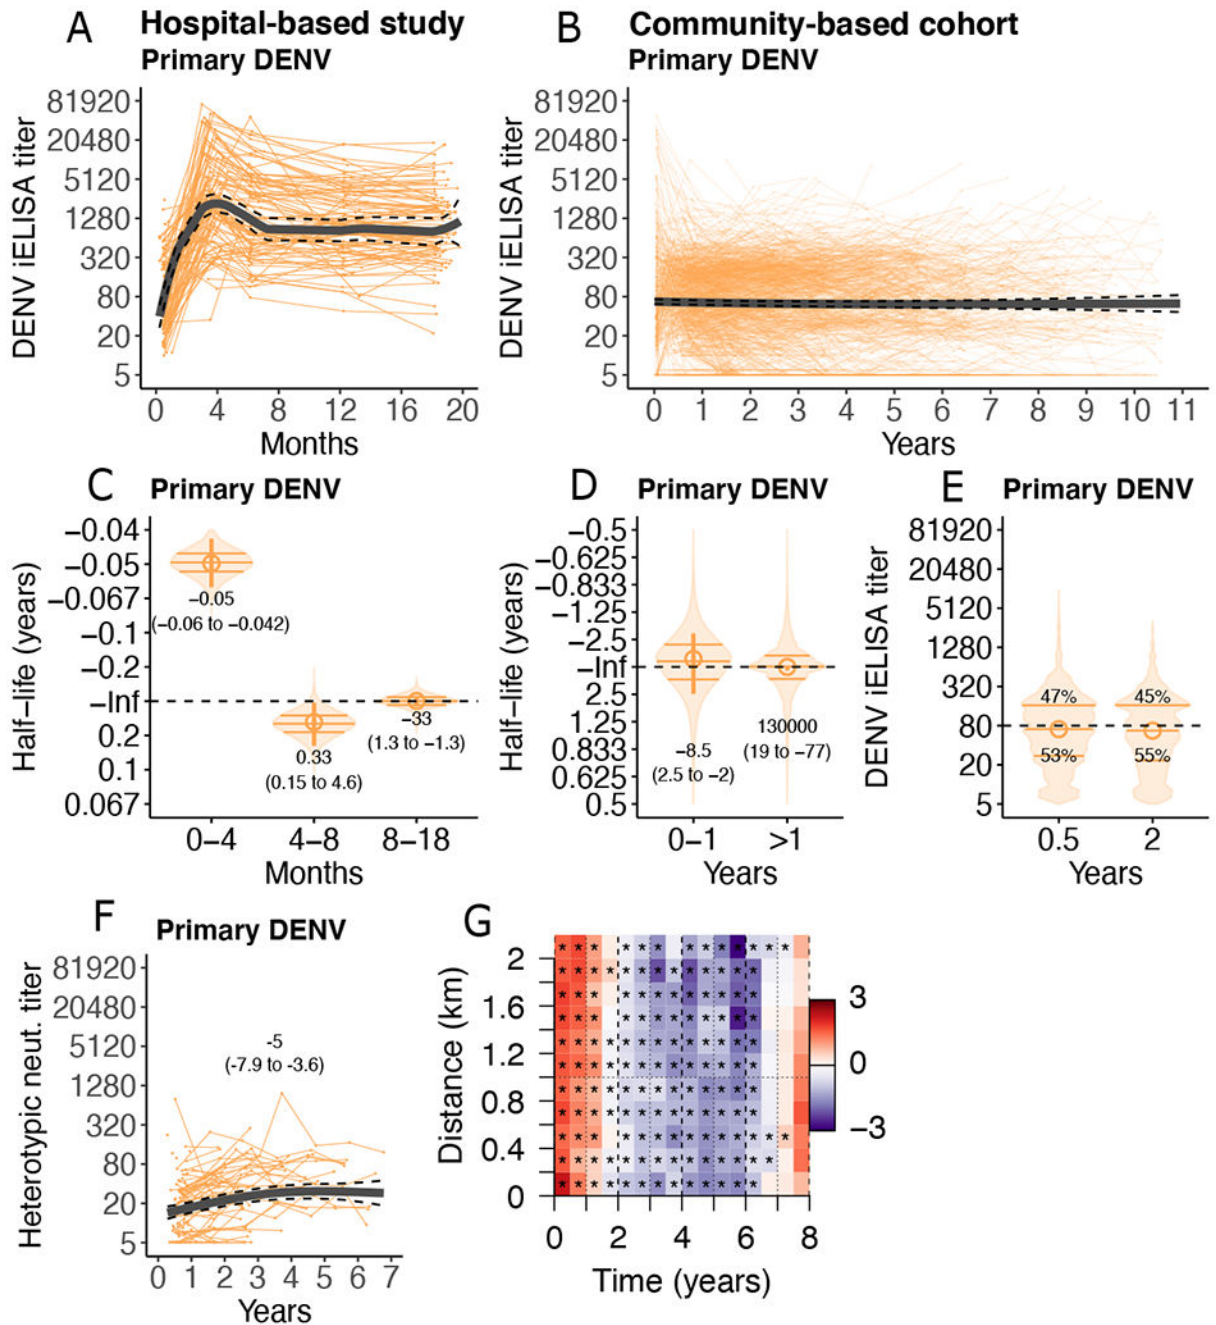 A Hospital-based study
Primary DENV
DENV iELISA titer
81920
20480
5120
1280
320
80
20
5
0 4 8 12 16 20
Months
B Community-based cohort
Primary DENV
DENV iELISA titer
81920
20480
5120
1280
320
80
20
5
0 1 2 3 4 5 6 7 8 9 10 11
Years
C Primary DENV
Half−life (years)
−0.04
−0.05
−0.067
−0.1
−0.2
−Inf
0.2
0.1
0.067
−0.05
(−0.06 to −0.042)
0.33
(0.15 to 4.6)
−33
(1.3 to −1.3)
0−4 4−8 8−18
Months
D Primary DENV
Half−life (years)
−0.5
−0.625
−0.833
−1.25
−2.5
−Inf
2.5
1.25
0.833
0.625
0.5
−8.5
(2.5 to −2)
130000
(19 to −77)
0−1 >1
Years
E Primary DENV
DENV iELISA titer
81920
20480
5120
1280
320
80
20
5
47% 45%
53% 55%
0.5 2
Years
F Primary DENV
Heterotypic neut. titer
81920
20480
5120
1280
320
80
20
5
-5
(-7.9 to -3.6)
0 1 2 3 4 5 6 7
Years
G
Distance (km)
2
1.6
1.2
0.8
0.4
0
0 2 4 6 8
Time (years)
3
0
−3